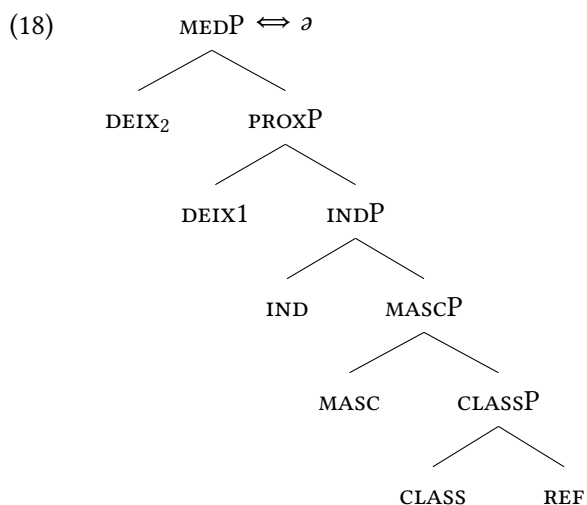 (18) MEDP ⟺ ə
DEIX₂ PROXP
DEIX1 INDP
IND MASCP
MASC CLASSP
CLASS REF